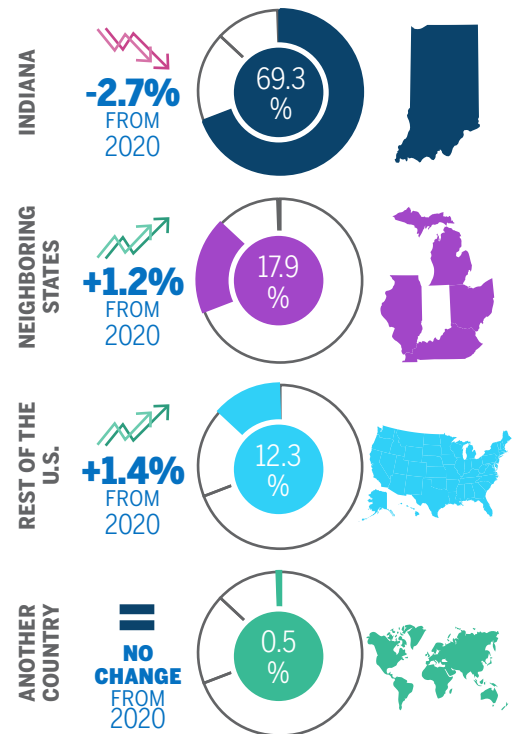 INDIANA
-2.7%
FROM
2020
69.3
%
NEIGHBORING
STATES
+1.2%
FROM
2020
17.9
%
REST OF THE
U.S.
+1.4%
FROM
2020
12.3
%
ANOTHER
COUNTRY
NO
CHANGE
FROM
2020
0.5
%